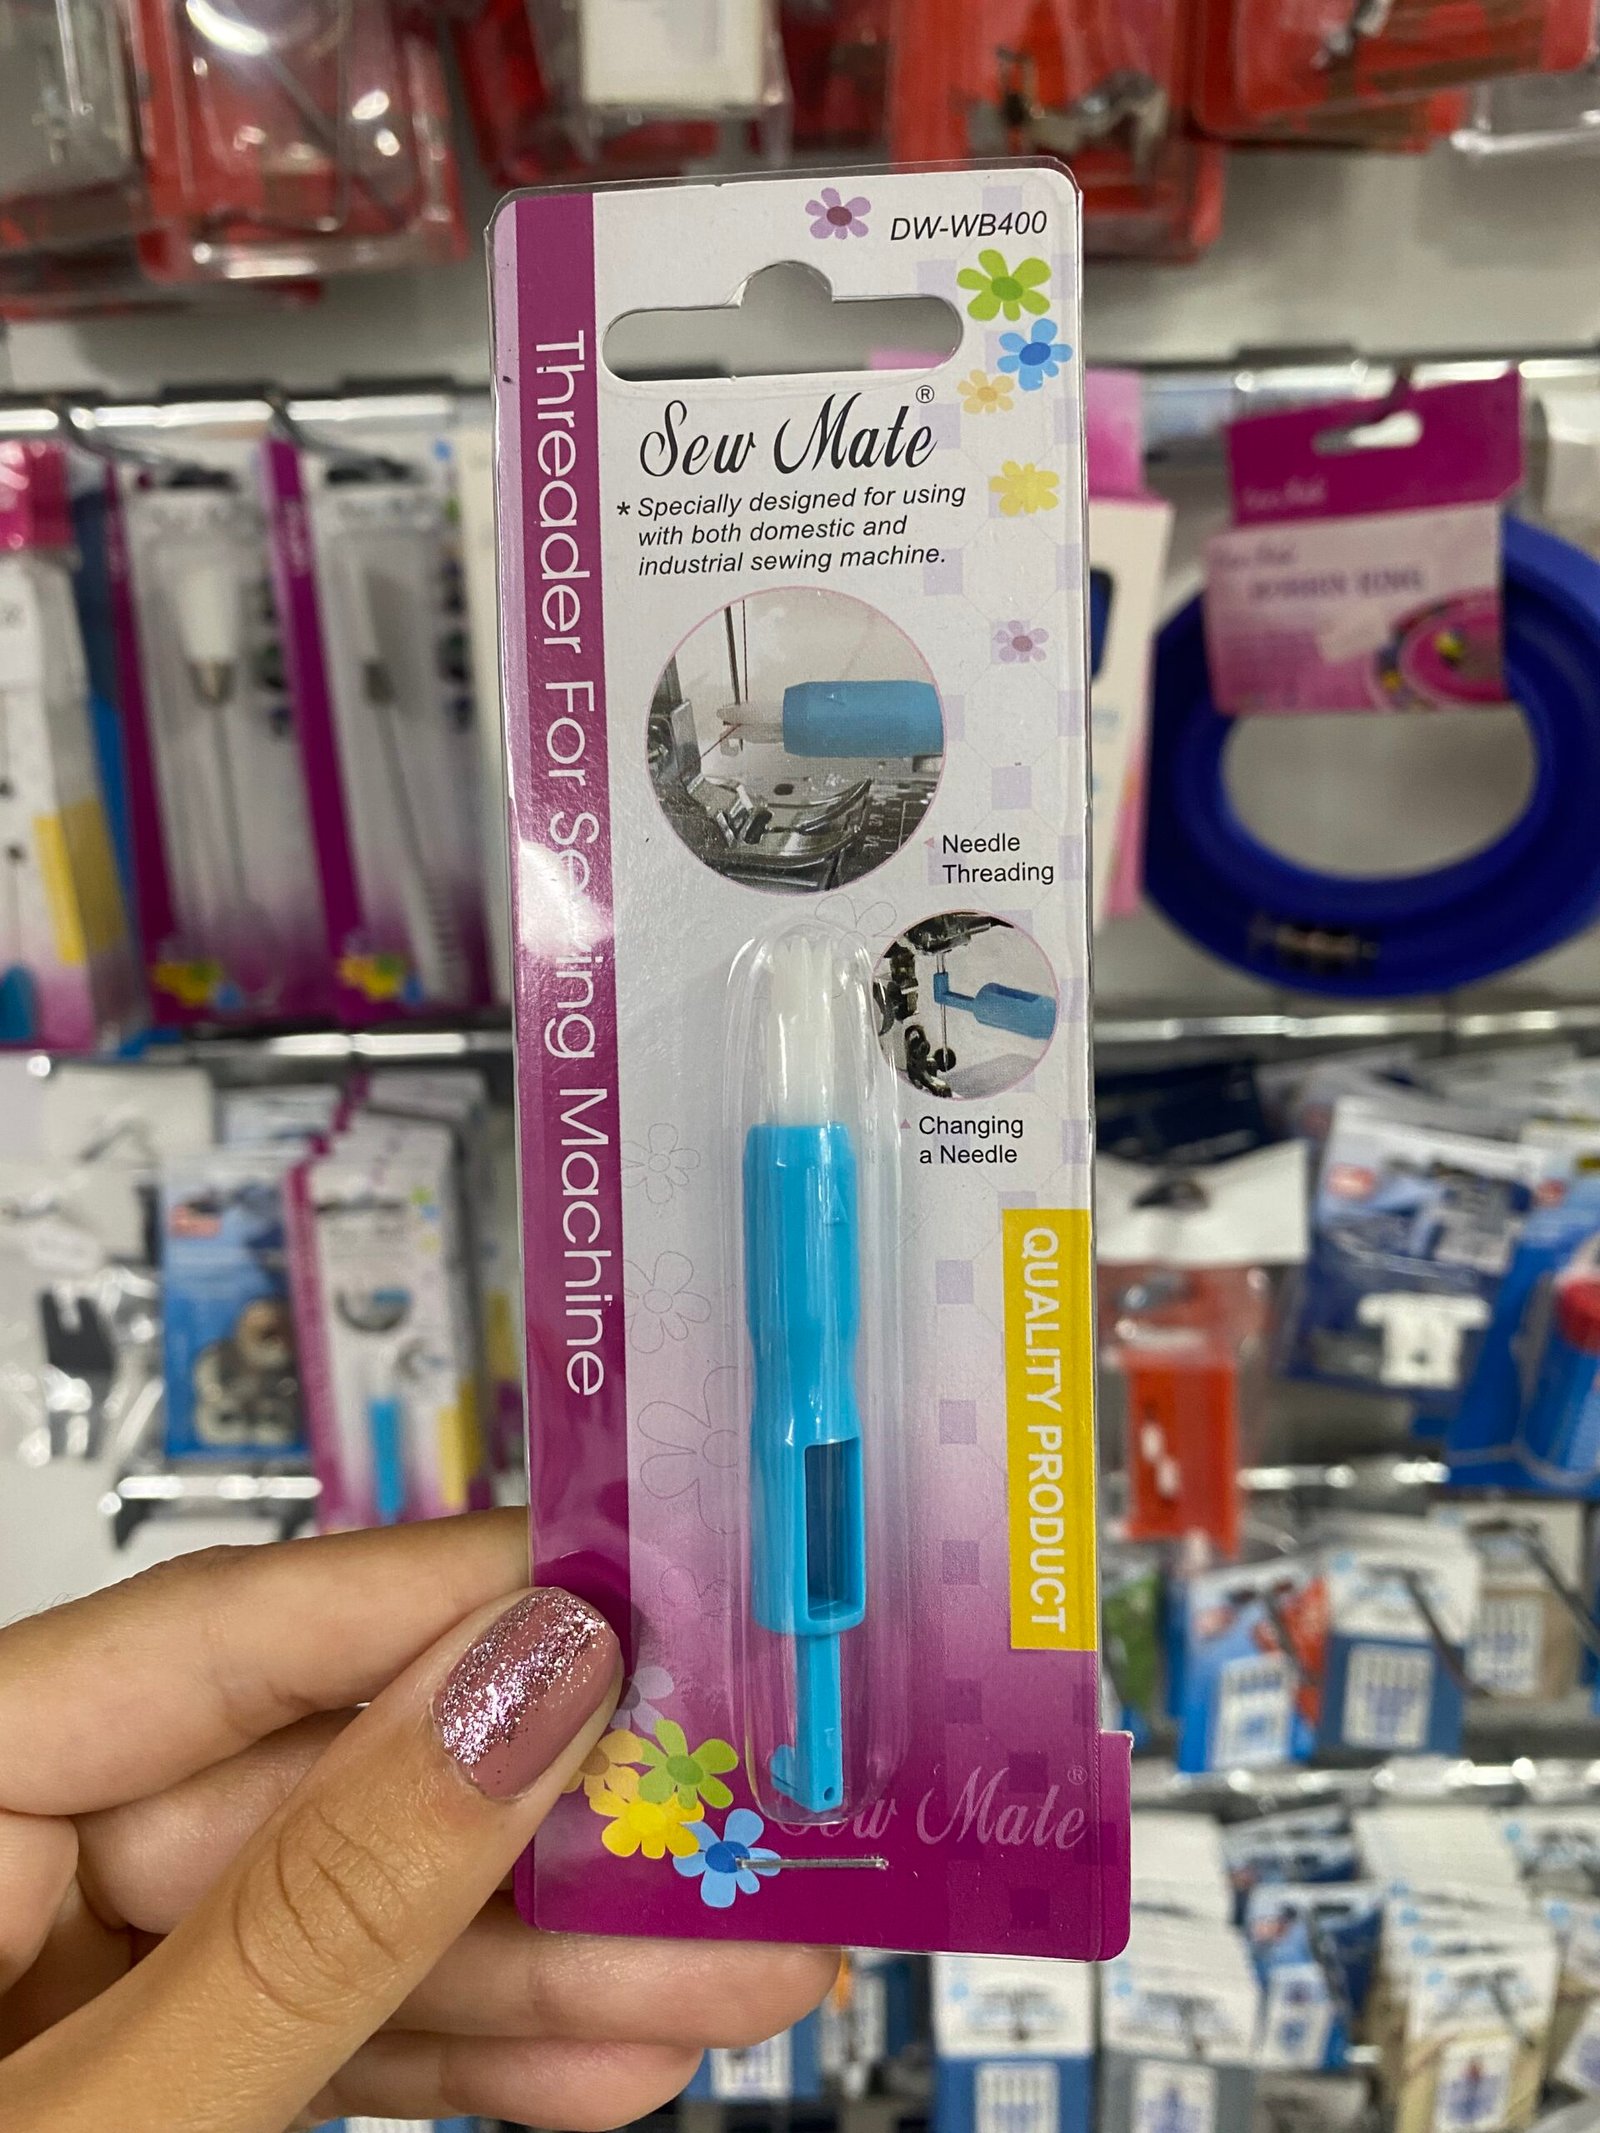 DW-WB400
Sew Mate®
* Specially designed for using
with both domestic and
industrial sewing machine.
Threader For Sewing Machine
Needle
Threading
Changing
a Needle
QUALITY PRODUCT
Sew Mate®